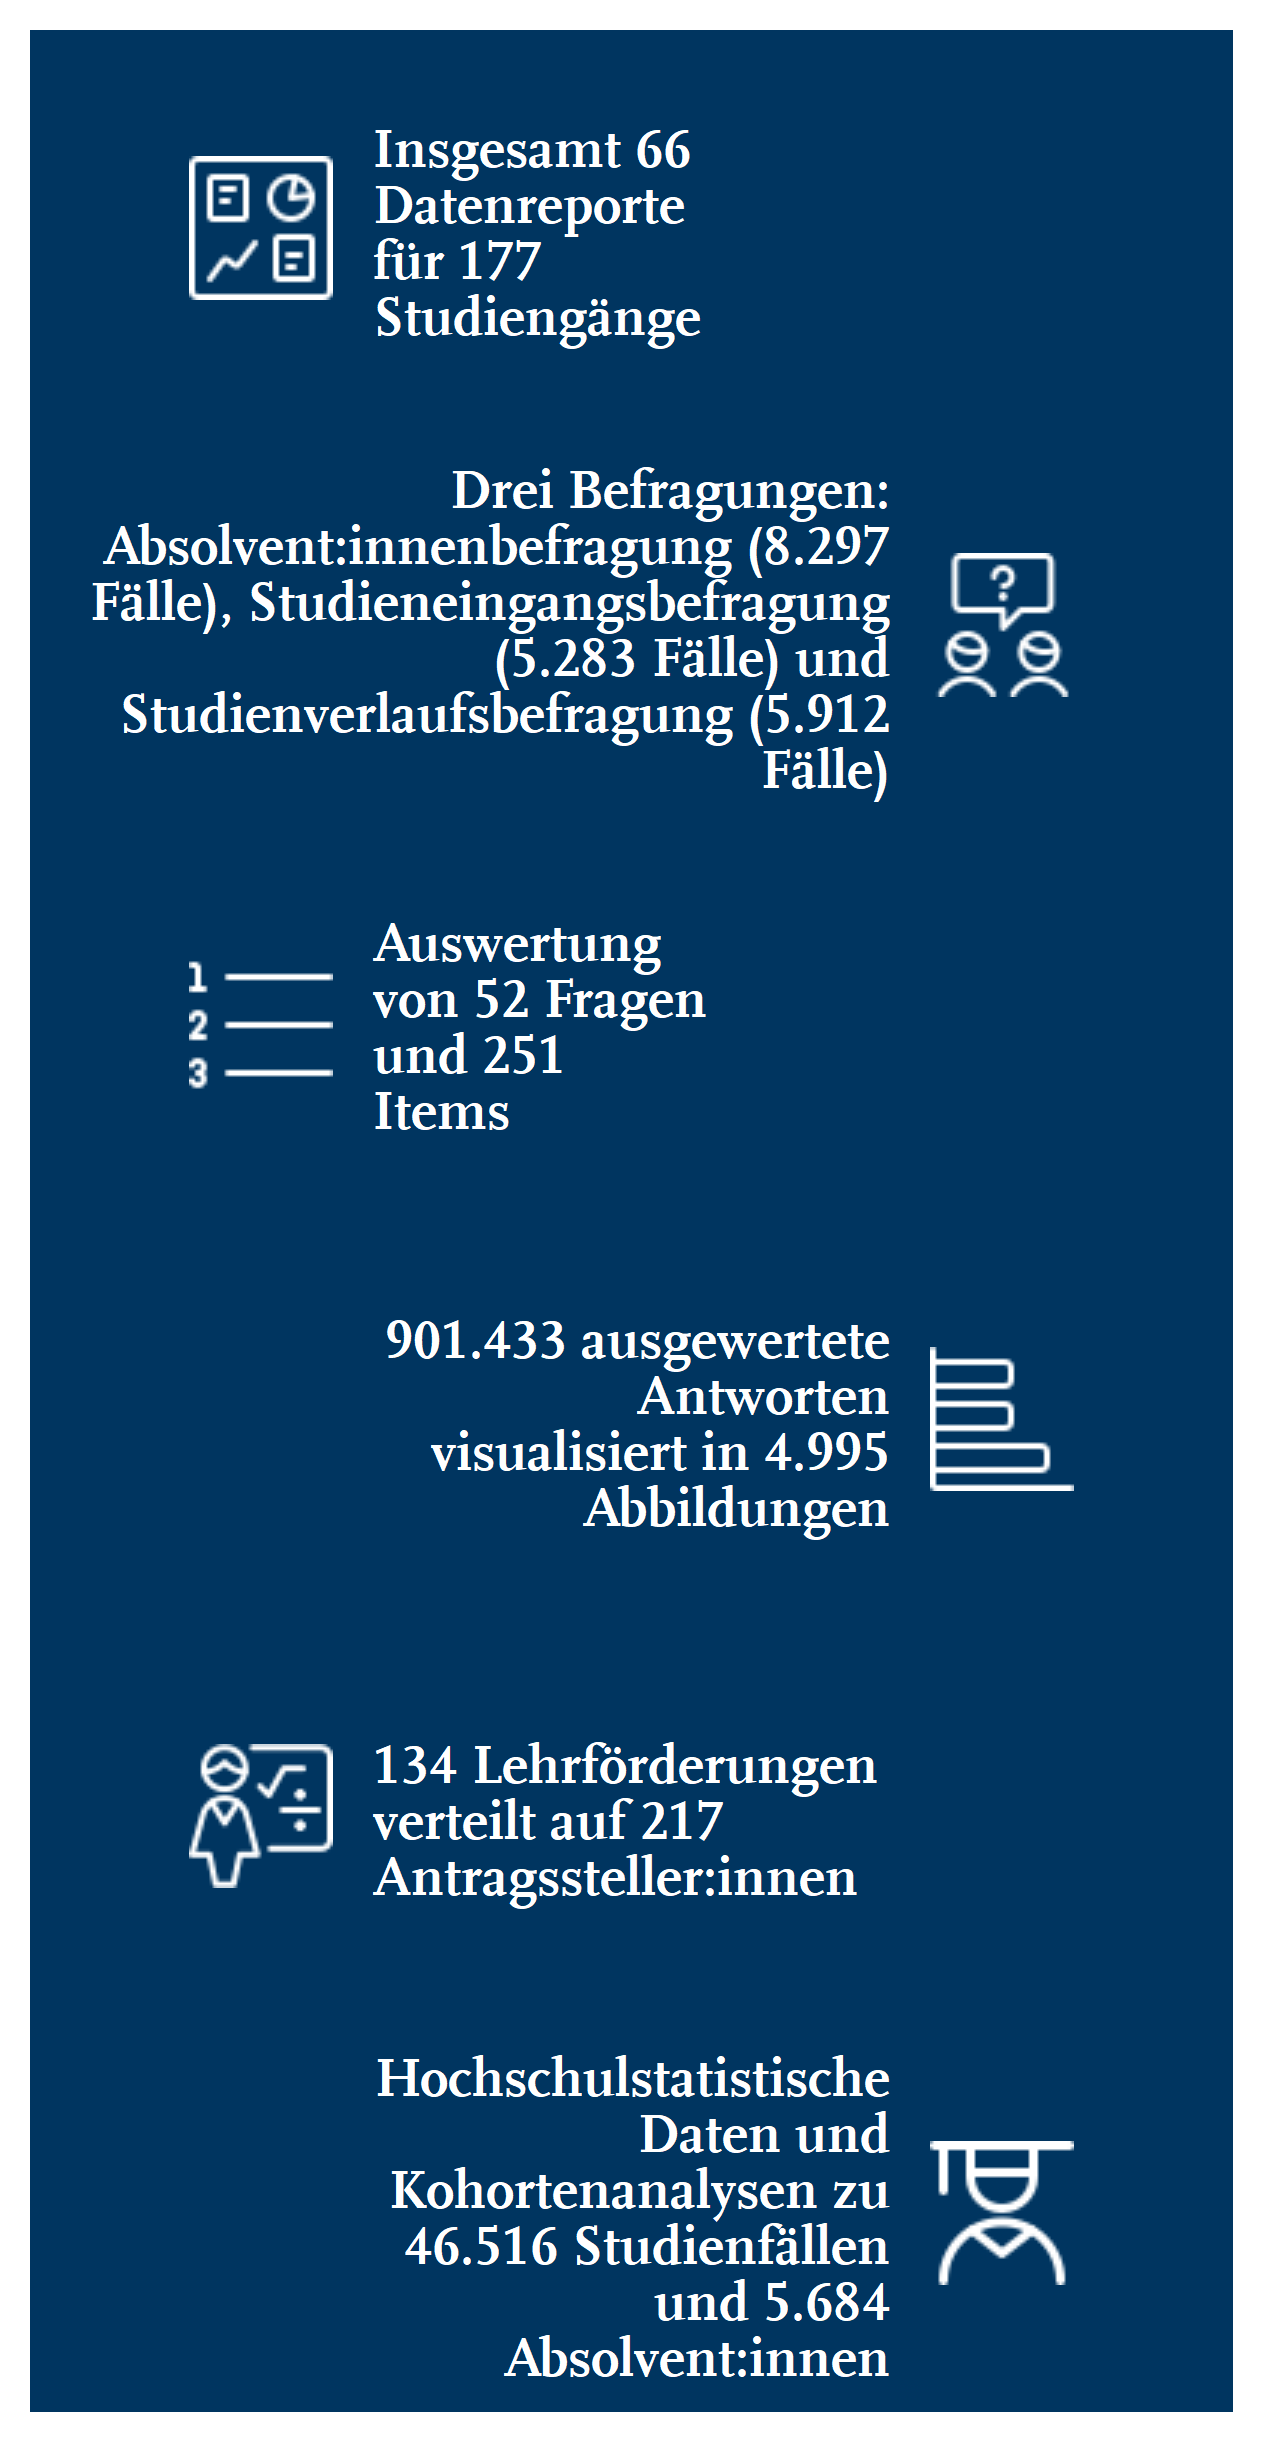 Insgesamt 66
Datenreporte
für 177
Studiengänge
Drei Befragungen:
Absolvent:innenbefragung (8.297
Fälle), Studieneingangsbefragung
(5.283 Fälle) und
Studienverlaufsbefragung (5.912
Fälle)
1
2
3
Auswertung
von 52 Fragen
und 251
Items
901.433 ausgewertete
Antworten
visualisiert in 4.995
Abbildungen
134 Lehrförderungen
verteilt auf 217
Antragssteller:innen
Hochschulstatistische
Daten und
Kohortenanalysen zu
46.516 Studienfällen
und 5.684
Absolvent:innen